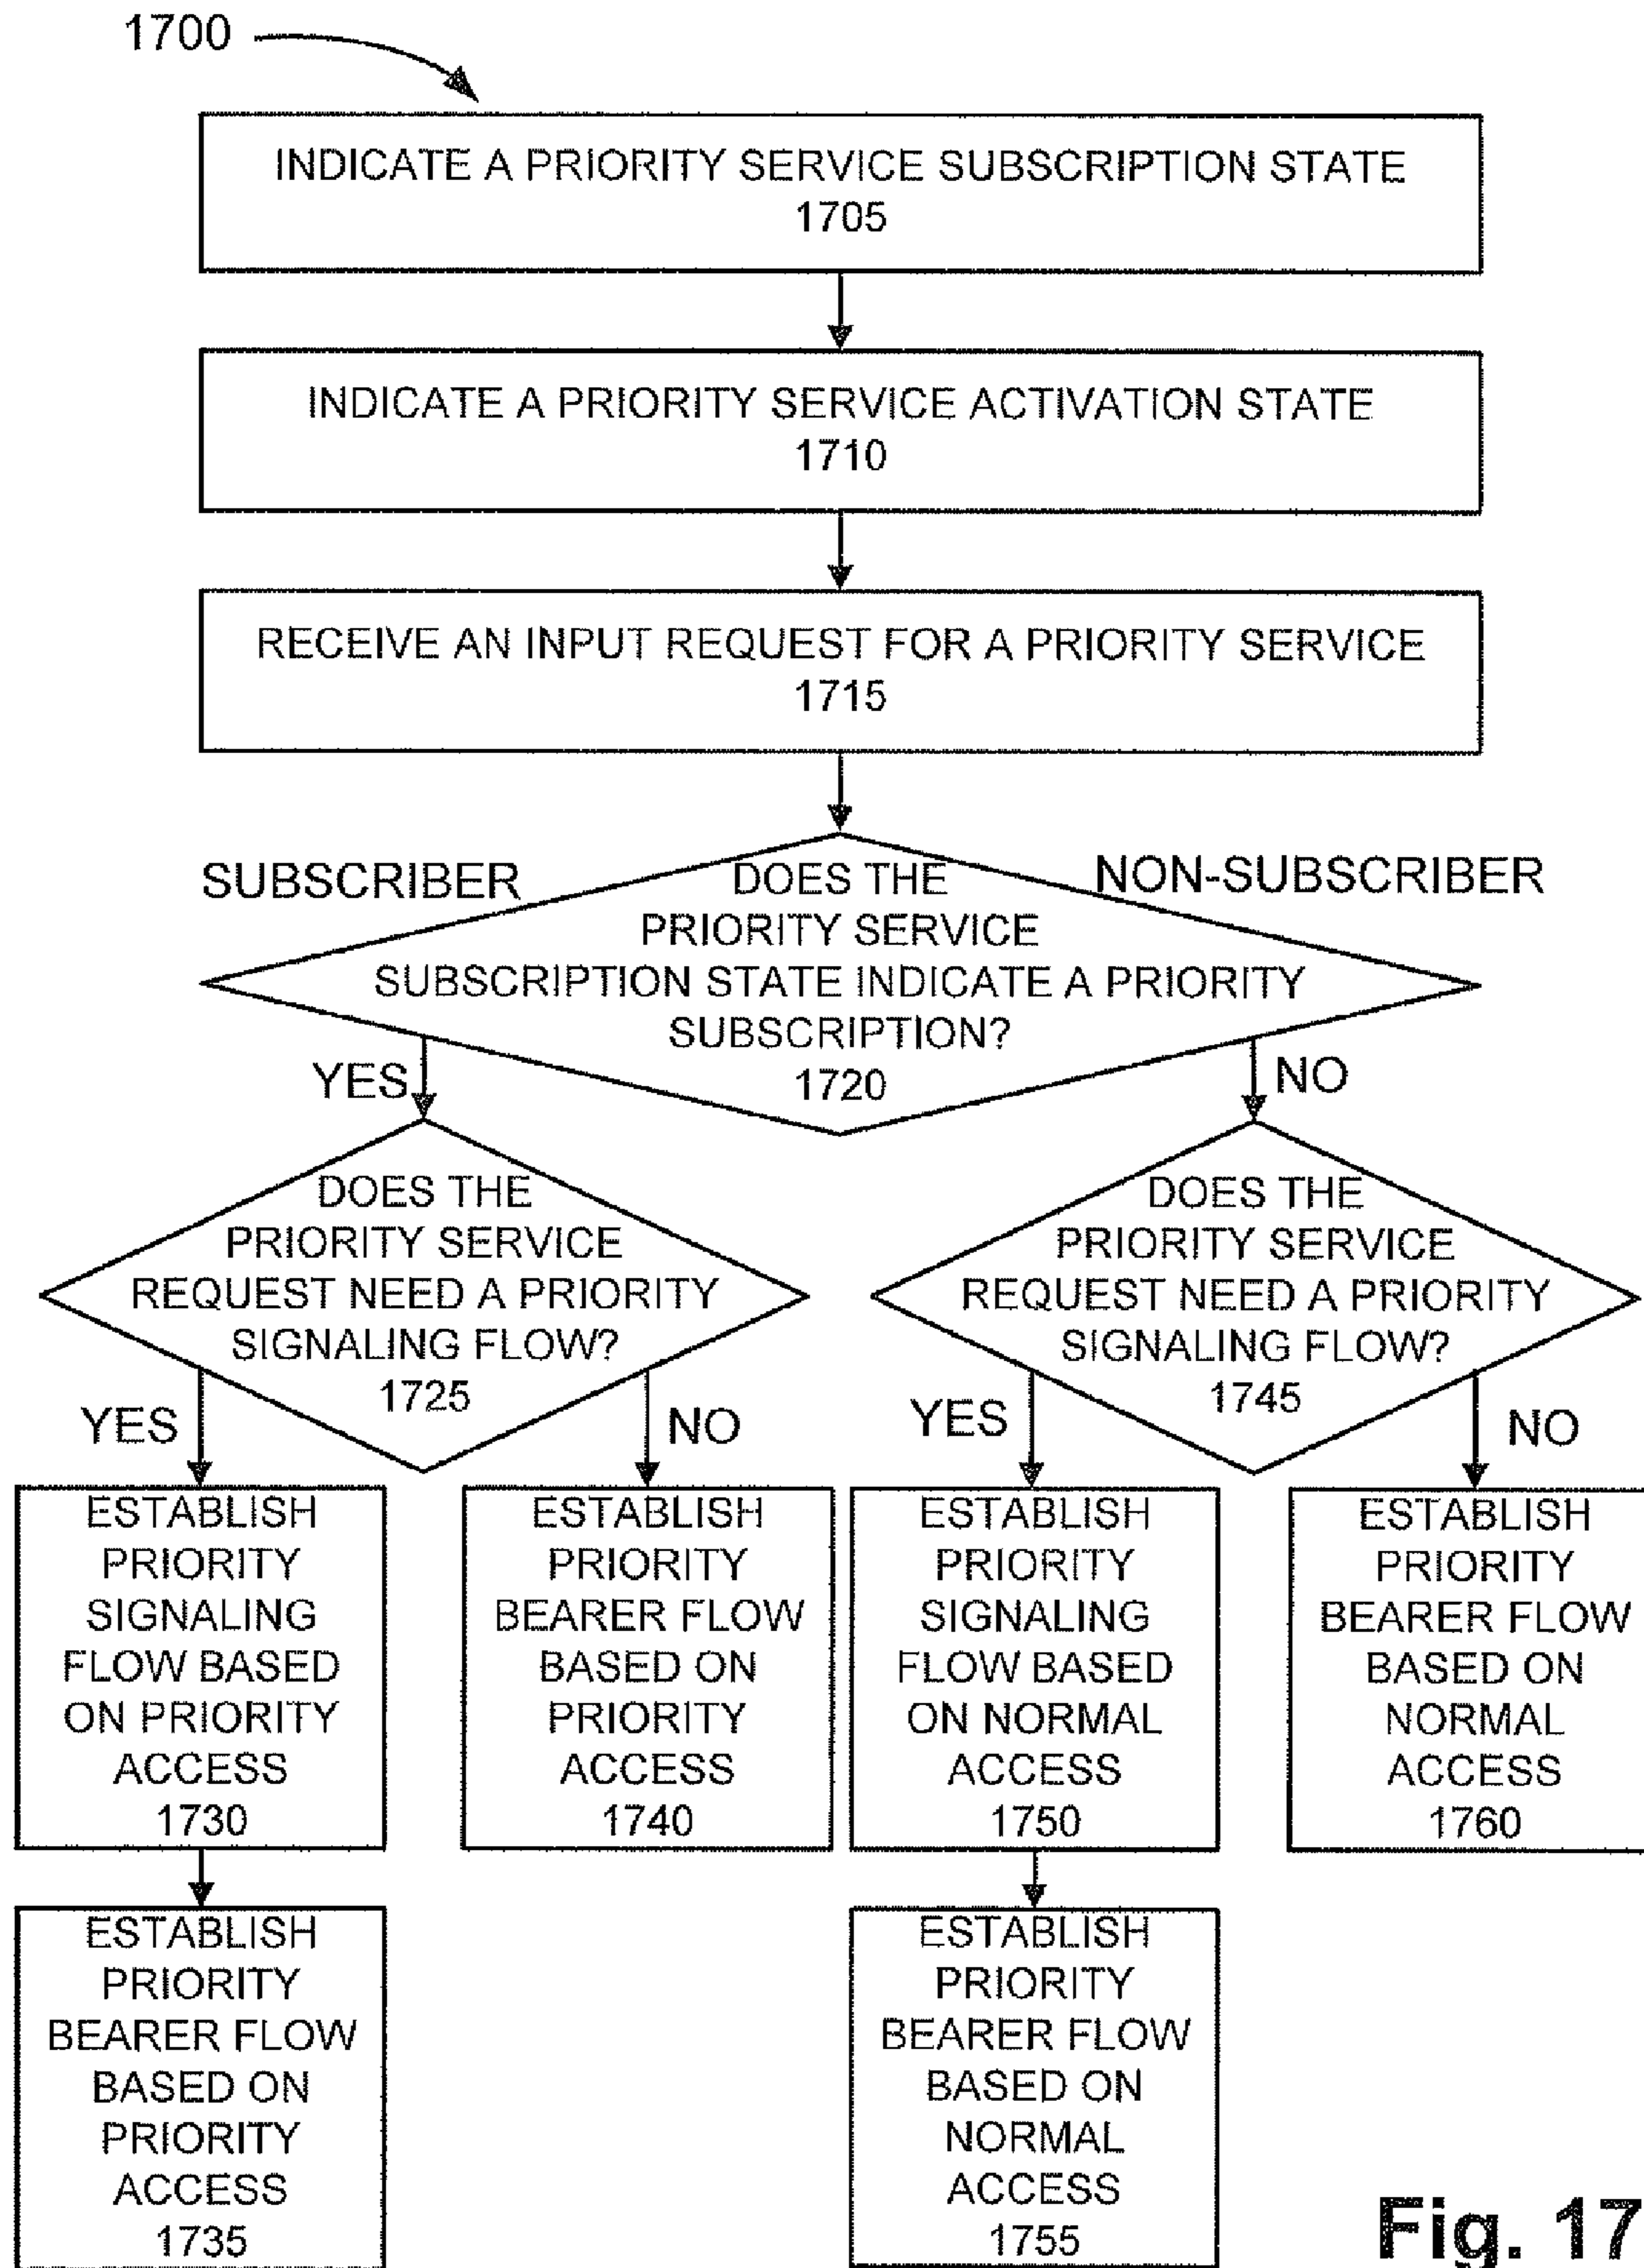 1700
INDICATE A PRIORITY SERVICE SUBSCRIPTION STATE
1705
INDICATE A PRIORITY SERVICE ACTIVATION STATE
1710
RECEIVE AN INPUT REQUEST FOR A PRIORITY SERVICE
1715
SUBSCRIBER
NON-SUBSCRIBER
DOES THE
PRIORITY SERVICE
SUBSCRIPTION STATE INDICATE A PRIORITY
SUBSCRIPTION?
1720
YES
NO
DOES THE
PRIORITY SERVICE
REQUEST NEED A PRIORITY
SIGNALING FLOW?
1725
YES
NO
DOES THE
PRIORITY SERVICE
REQUEST NEED A PRIORITY
SIGNALING FLOW?
1745
YES
NO
ESTABLISH
PRIORITY
SIGNALING
FLOW BASED
ON PRIORITY
ACCESS
1730
ESTABLISH
PRIORITY
BEARER FLOW
BASED ON
PRIORITY
ACCESS
1740
ESTABLISH
PRIORITY
SIGNALING
FLOW BASED
ON NORMAL
ACCESS
1750
ESTABLISH
PRIORITY
BEARER FLOW
BASED ON
NORMAL
ACCESS
1760
ESTABLISH
PRIORITY
BEARER FLOW
BASED ON
PRIORITY
ACCESS
1735
ESTABLISH
PRIORITY
BEARER FLOW
BASED ON
NORMAL
ACCESS
1755
Fig. 17